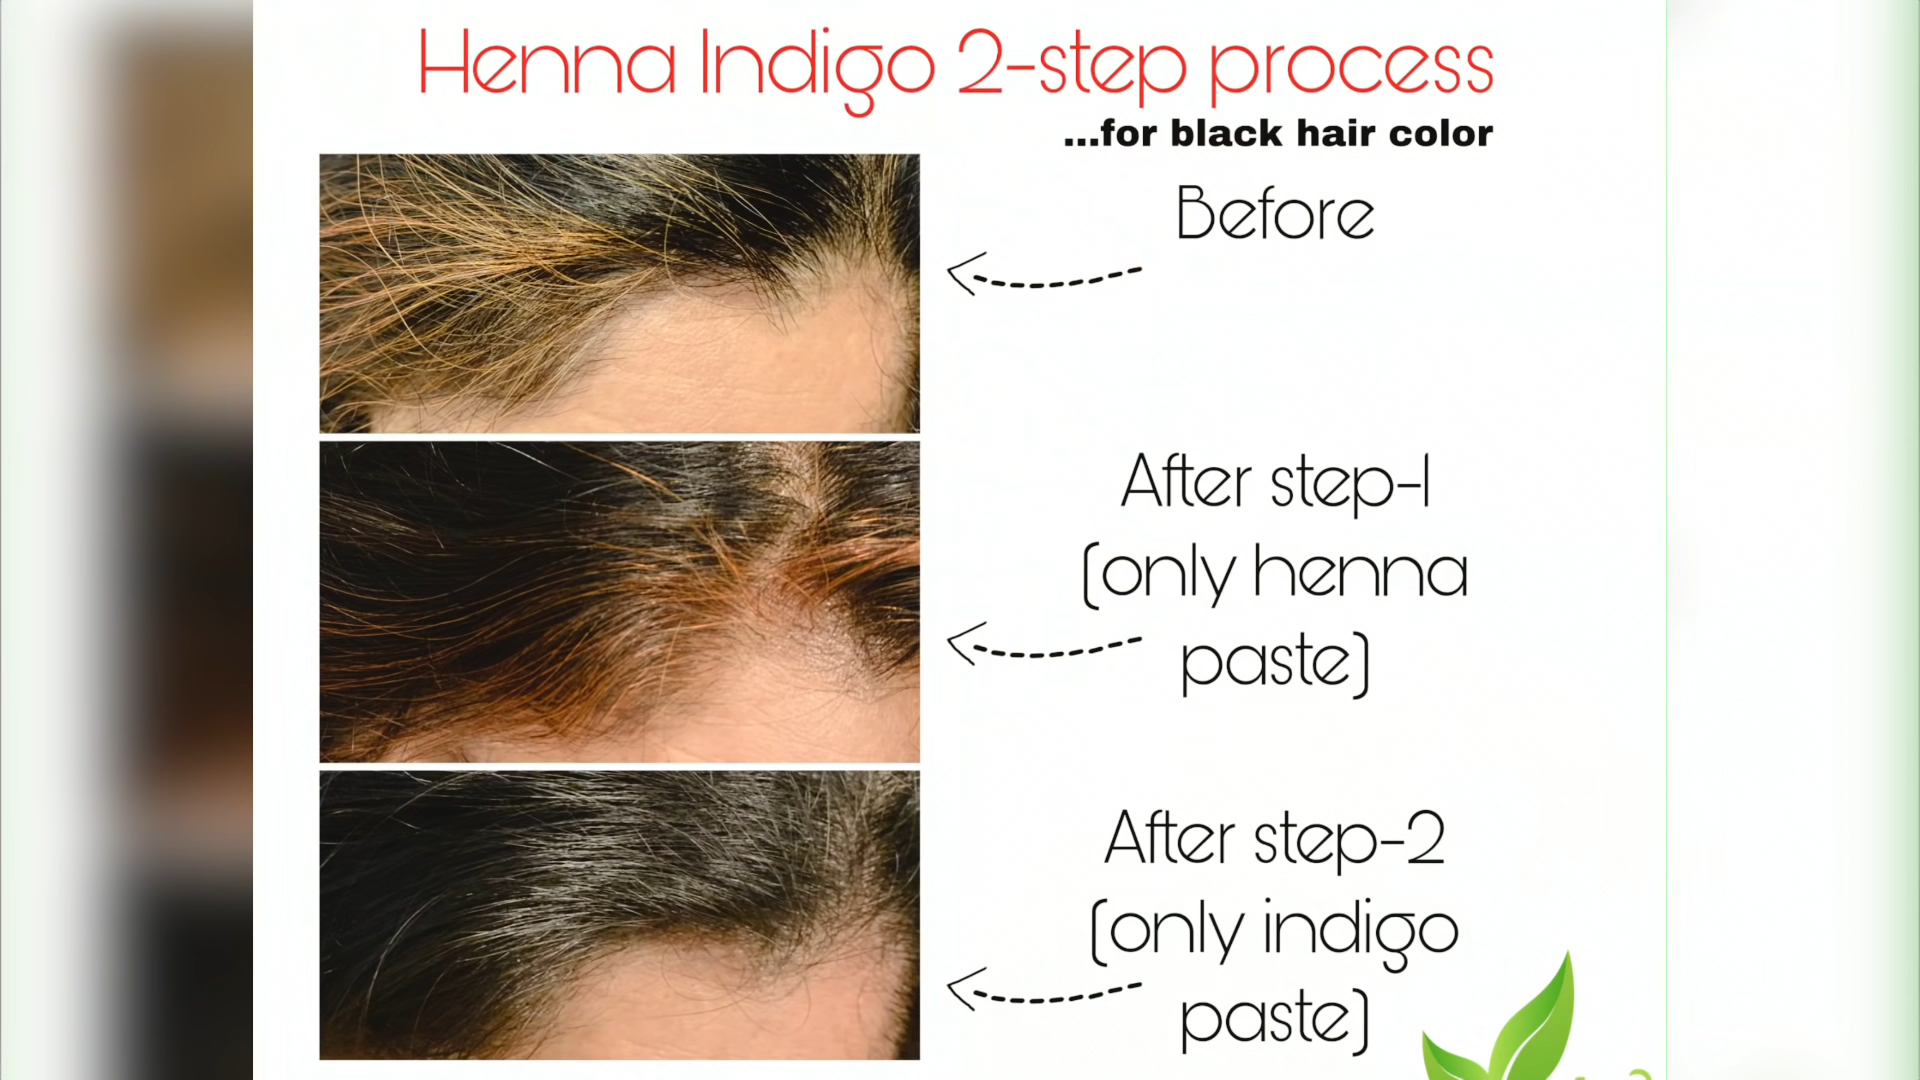 Henna Indigo 2-step process
...for black hair color
Before
After step-1
(only henna
paste)
After step-2
(only indigo
paste)